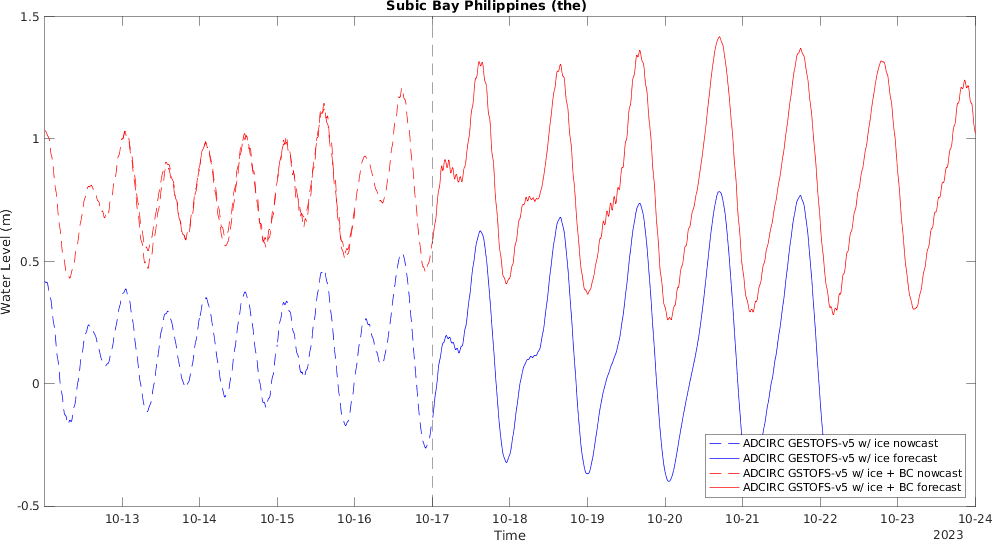 Subic Bay Philippines (the)
1.5
1
0.5
0
-0.5
Water Level (m)
10-13 10-14 10-15 10-16 10-17 10-18 10-19 10-20 10-21 10-22 10-23 10-24
Time
2023
ADCIRC GESTOFS-v5 w/ ice nowcast
ADCIRC GESTOFS-v5 w/ ice forecast
ADCIRC GSTOFS-v5 w/ ice + BC nowcast
ADCIRC GSTOFS-v5 w/ ice + BC forecast